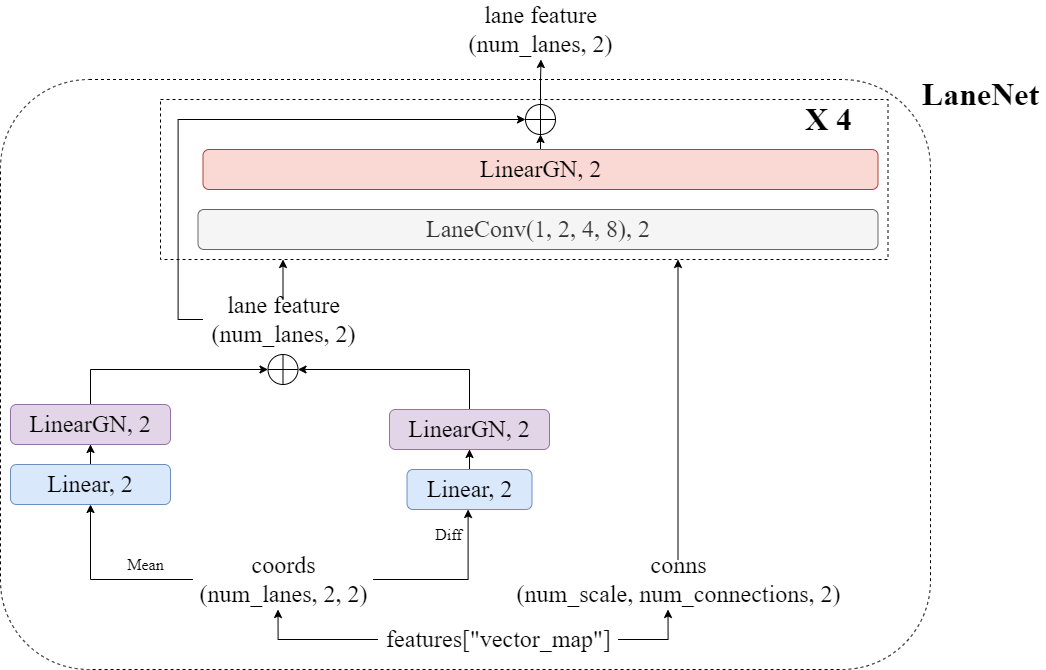 lane feature
(num_lanes, 2)
LaneNet
X 4
LinearGN, 2
LaneConv(1, 2, 4, 8), 2
lane feature
(num_lanes, 2)
LinearGN, 2
LinearGN, 2
Linear, 2
Linear, 2
Diff
Mean
coords
(num_lanes, 2, 2)
conns
(num_scale, num_connections, 2)
features["vector_map"]